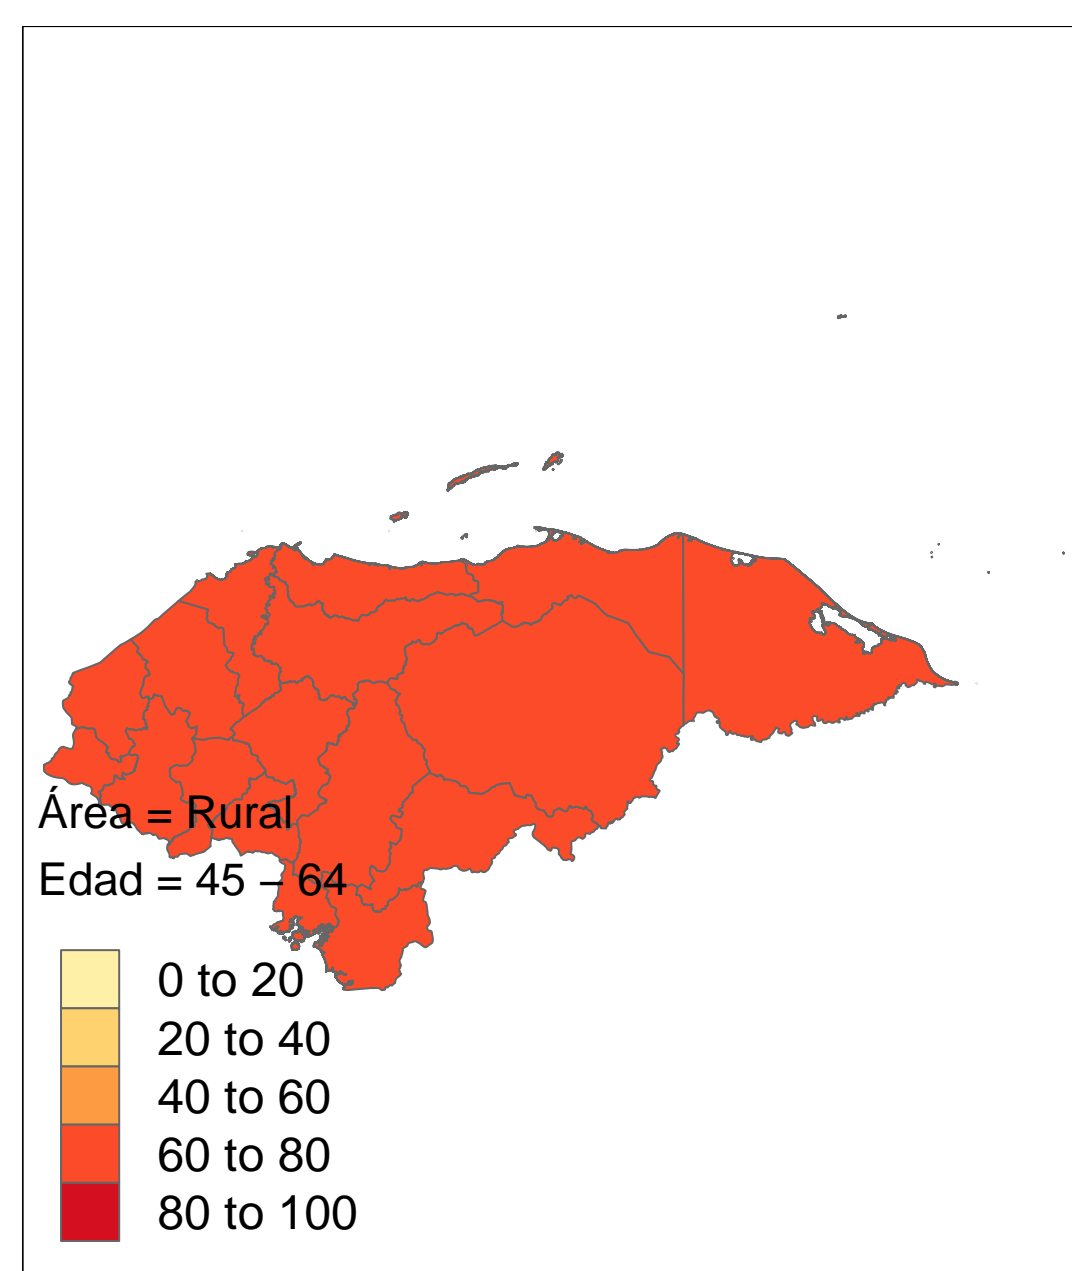 Área = Rural
Edad = 45 – 64
0 to 20
20 to 40
40 to 60
60 to 80
80 to 100